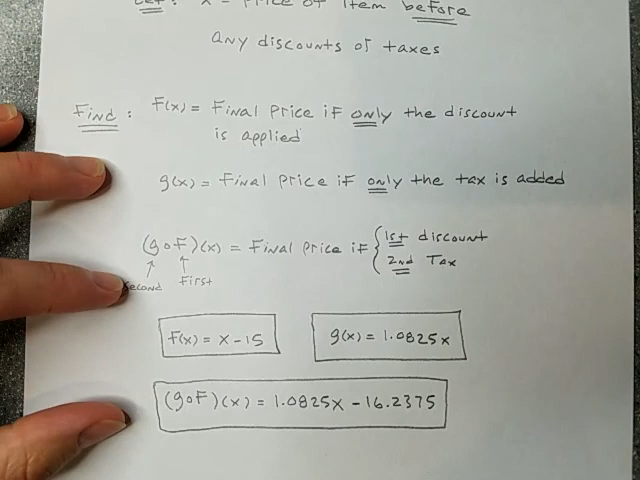 Let: x = Price of item before
any discounts or taxes
Find: F(x) = Final Price if only the discount
is applied
g(x) = Final price if only the tax is added
(g∘F)(x) = Final price if { 1st discount
2nd Tax
Second First
F(x) = x - 15 g(x) = 1.0825x
(g∘F)(x) = 1.0825x - 16.2375